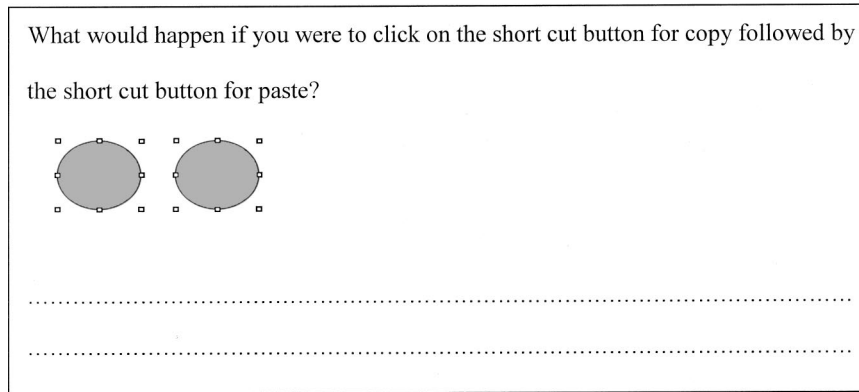 What would happen if you were to click on the short cut button for copy followed by
the short cut button for paste?